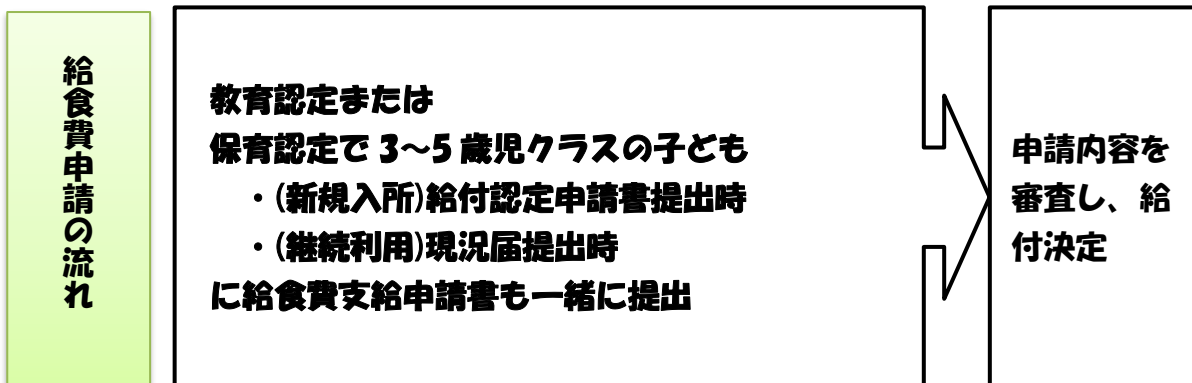 給食費申請の流れ
教育認定または
保育認定で3～5歳児クラスの子ども
・(新規入所)給付認定申請書提出時
・(継続利用)現況届提出時
に給食費支給申請書も一緒に提出
申請内容を
審査し、給
付決定